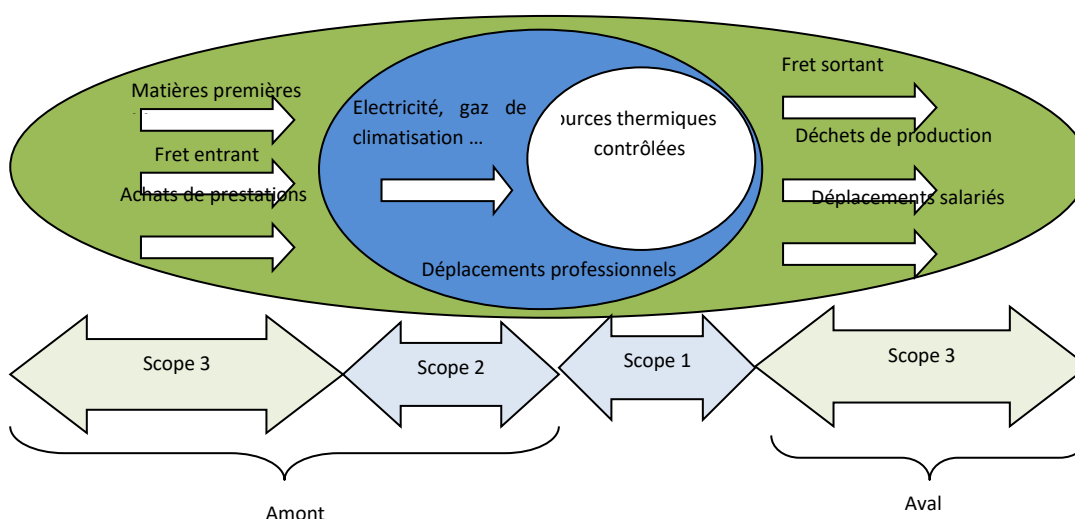 Matières premières
Fret entrant
Achats de prestations
Electricité, gaz de
climatisation …
ources thermiques
contrôlées
Déplacements professionnels
Fret sortant
Déchets de production
Déplacements salariés
Scope 3
Scope 2
Scope 1
Scope 3
Amont
Aval